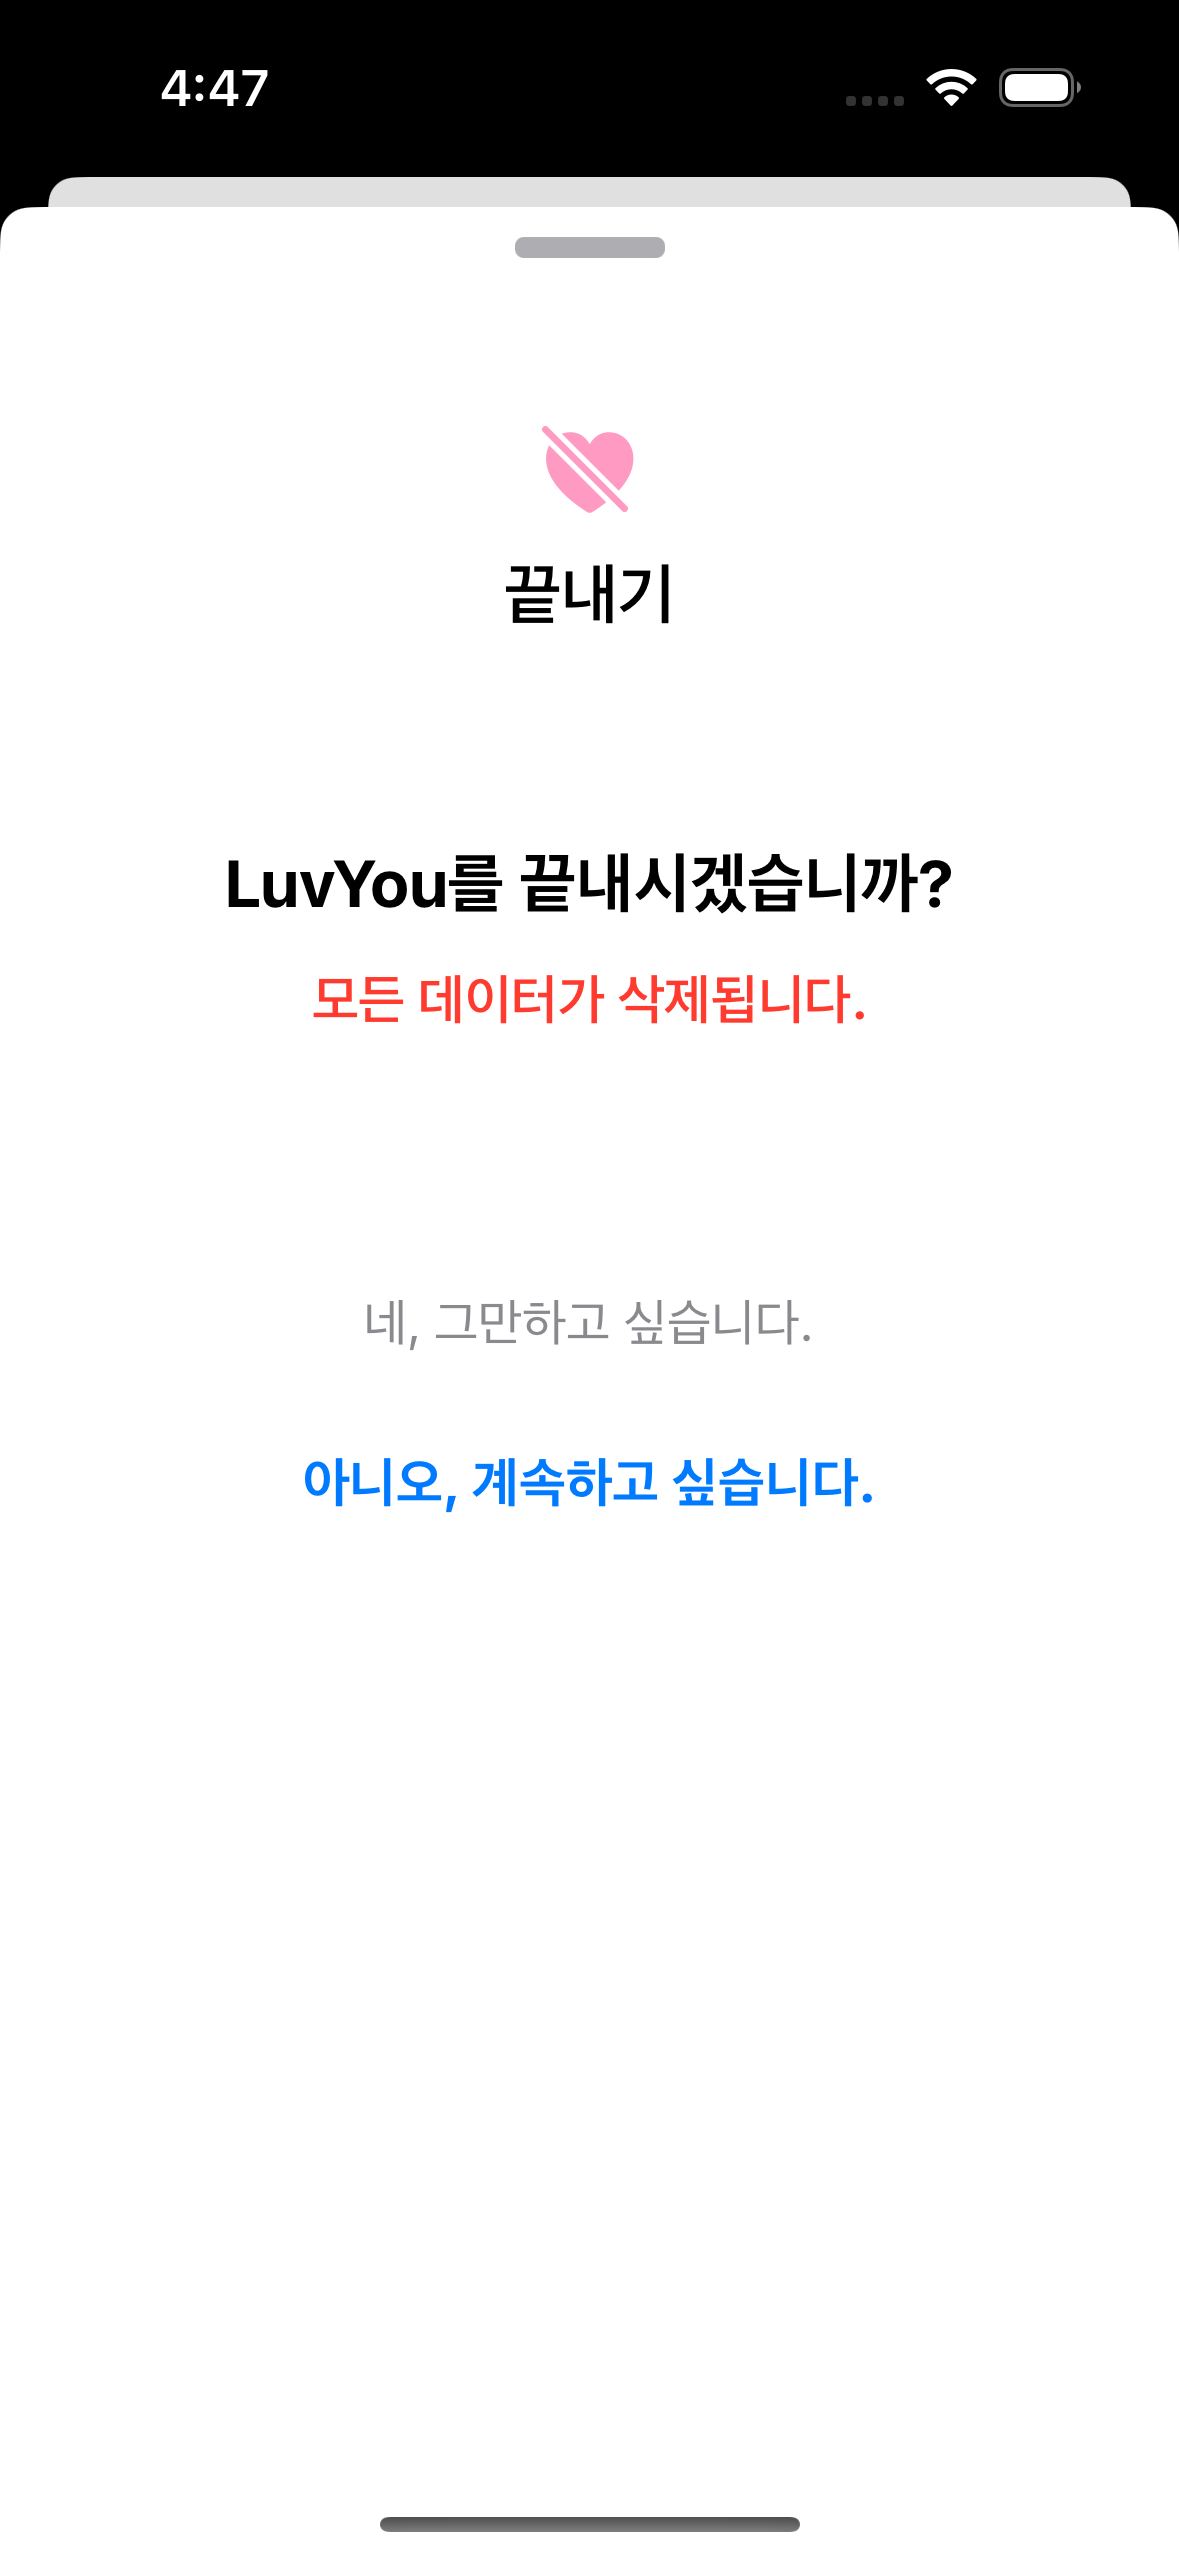 4:47
끝내기
LuvYou를 끝내시겠습니까?
모든 데이터가 삭제됩니다.
네, 그만하고 싶습니다.
아니오, 계속하고 싶습니다.